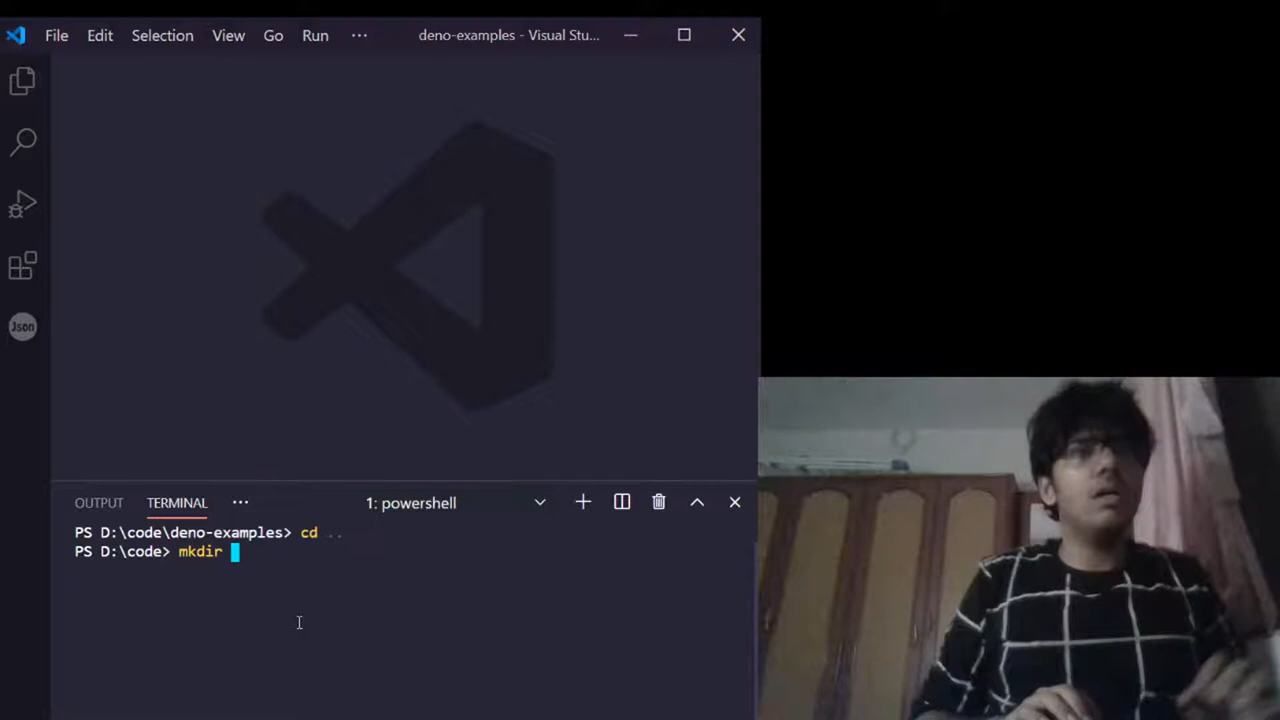 File Edit Selection View Go Run ··· deno-examples - Visual Stu...
Json
OUTPUT TERMINAL ··· 1: powershell
PS D:\code\deno-examples> cd ..
PS D:\code> mkdir